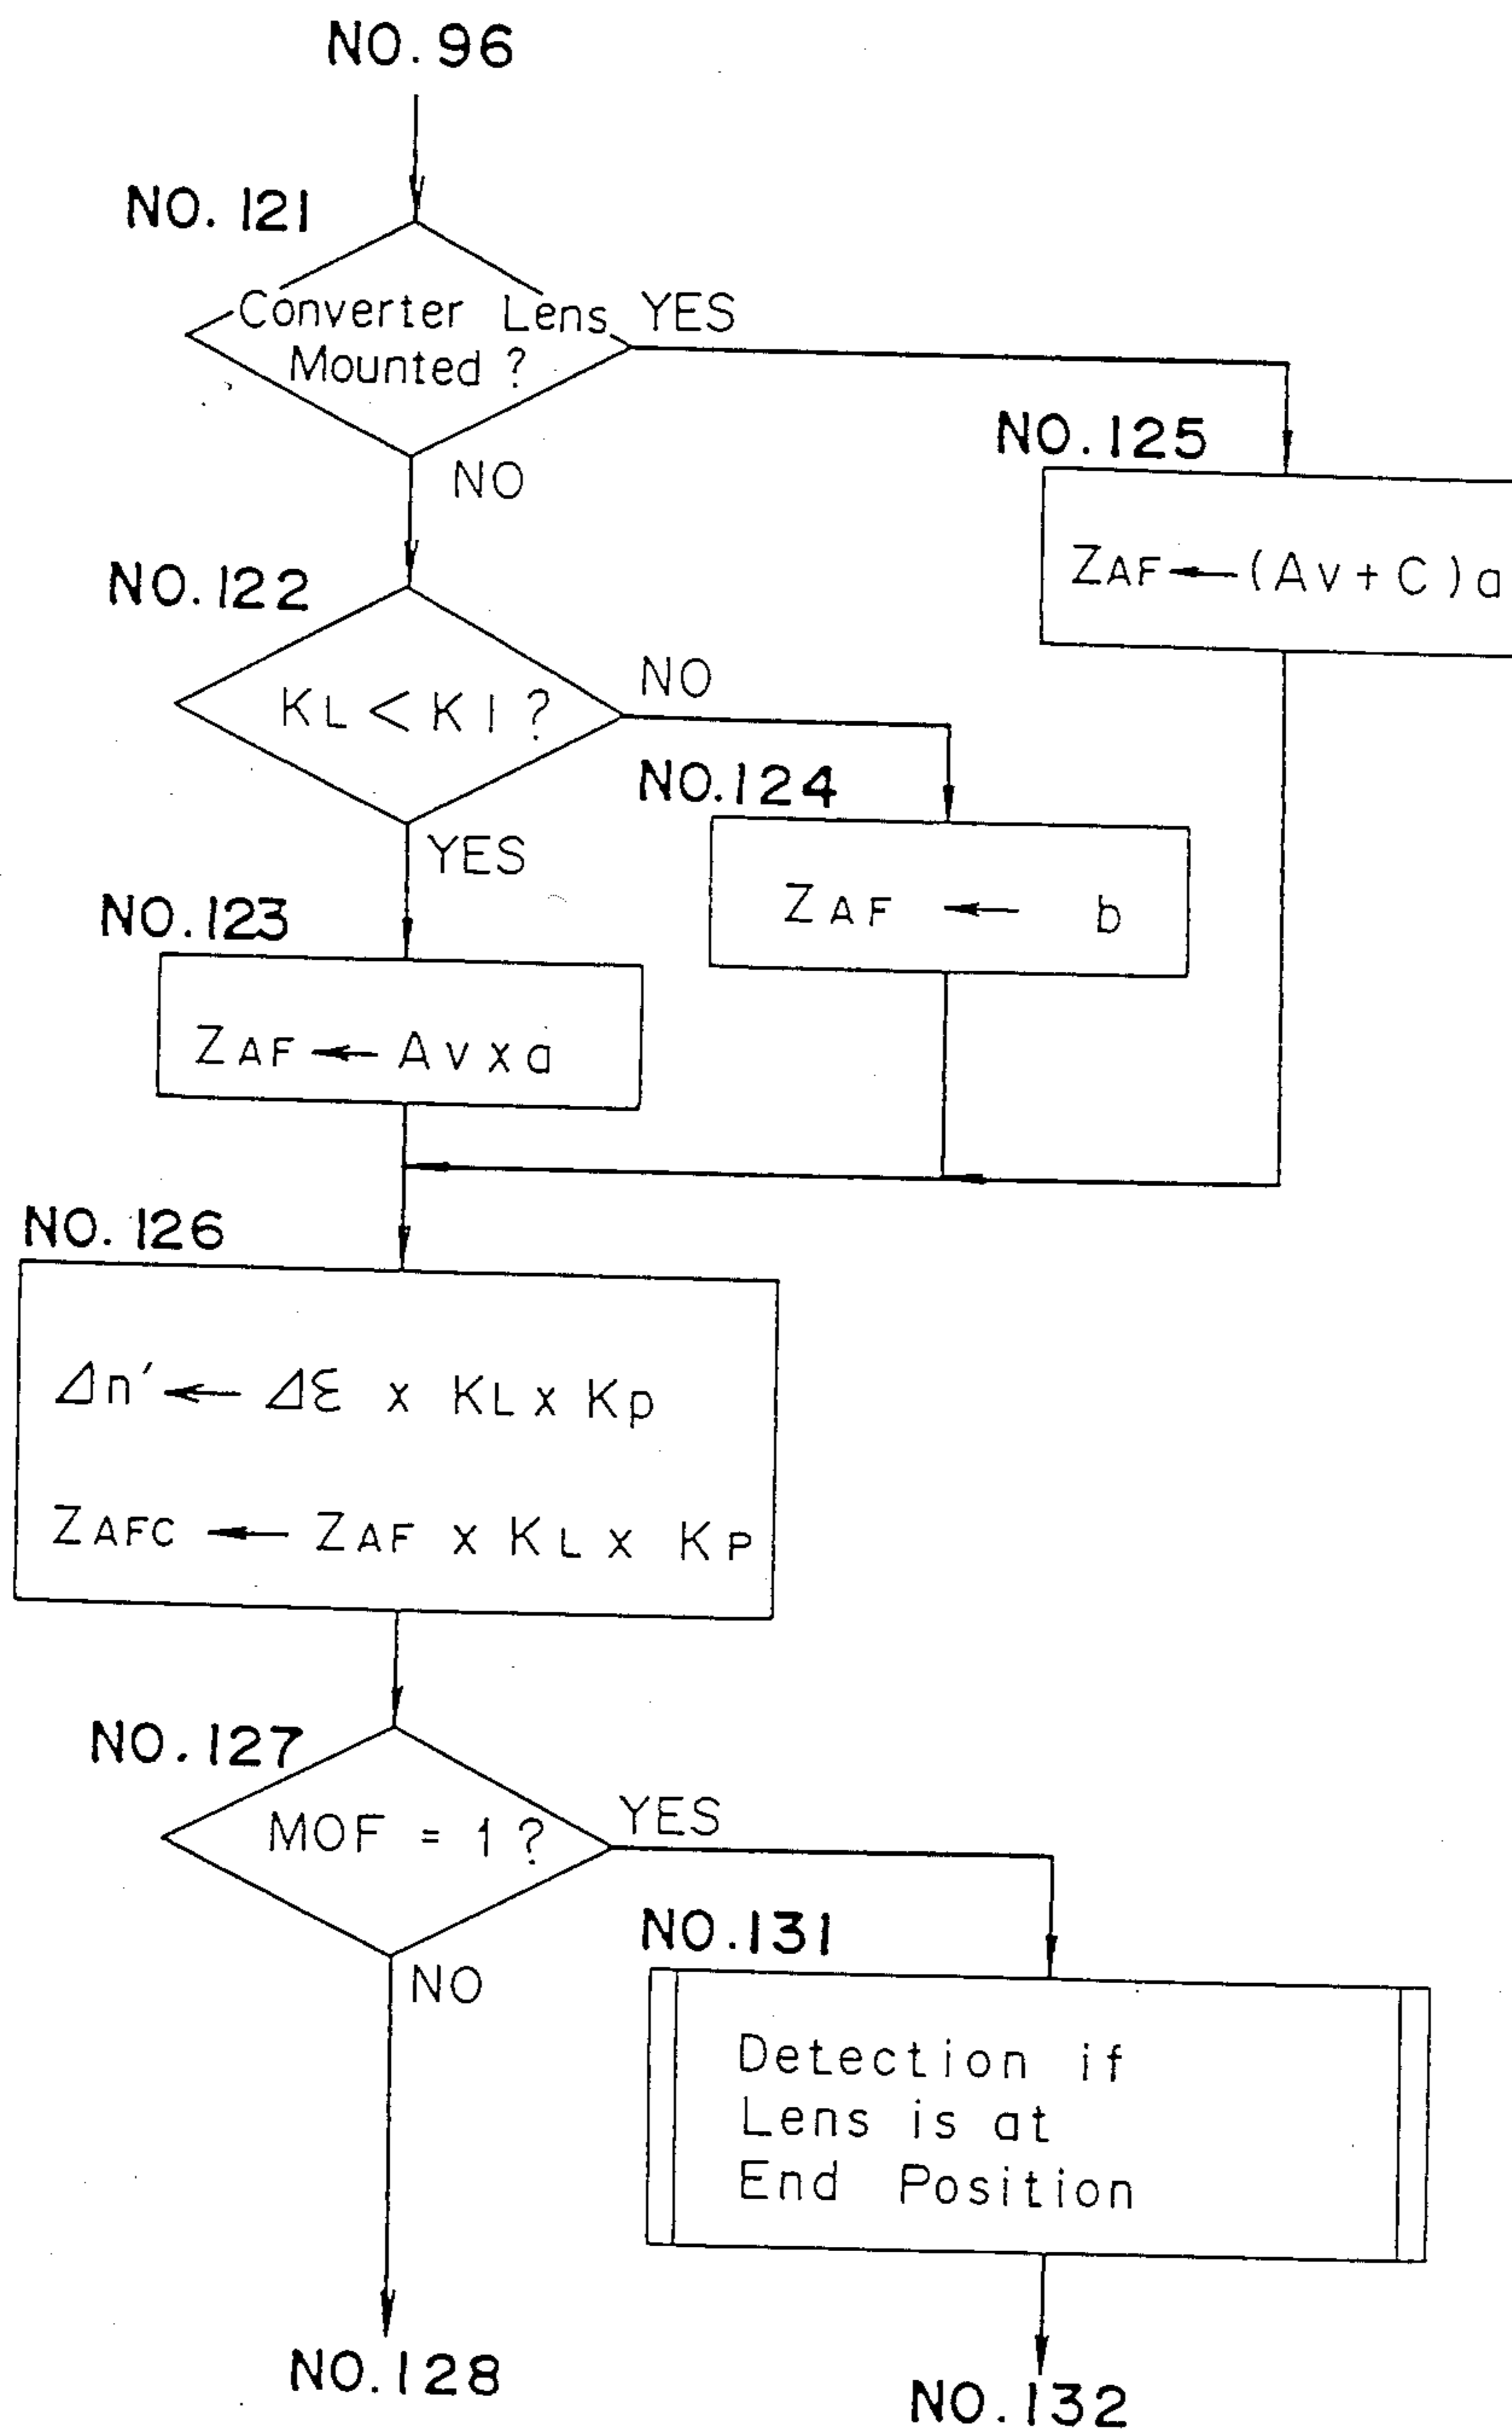 NO. 96
NO. 121
Converter Lens
Mounted ?
YES
NO
NO. 125
ZAF ← (Av + C) a
NO. 122
KL < K1 ?
NO
YES
NO. 124
ZAF ← b
NO. 123
ZAF ← Av x a
NO. 126
Δn' ← Δε x KL x Kp
ZAFC ← ZAF x KL x KP
NO. 127
MOF = 1 ?
YES
NO
NO. 131
Detection if
Lens is at
End Position
NO. 128
NO. 132